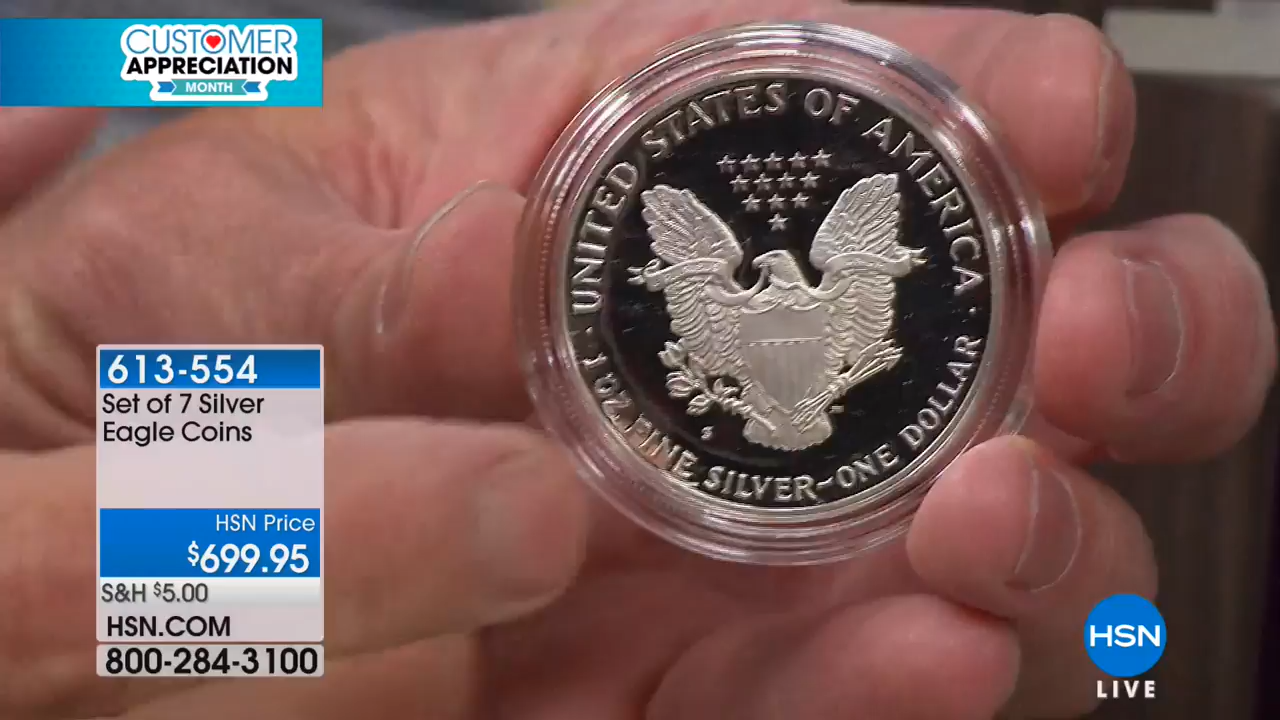 CUSTOMER
APPRECIATION
MONTH
UNITED STATES OF AMERICA
1 OZ. FINE SILVER~ONE DOLLAR
S
613-554
Set of 7 Silver
Eagle Coins
HSN Price
$699.95
S&H $5.00
HSN.COM
800-284-3100
HSN
LIVE